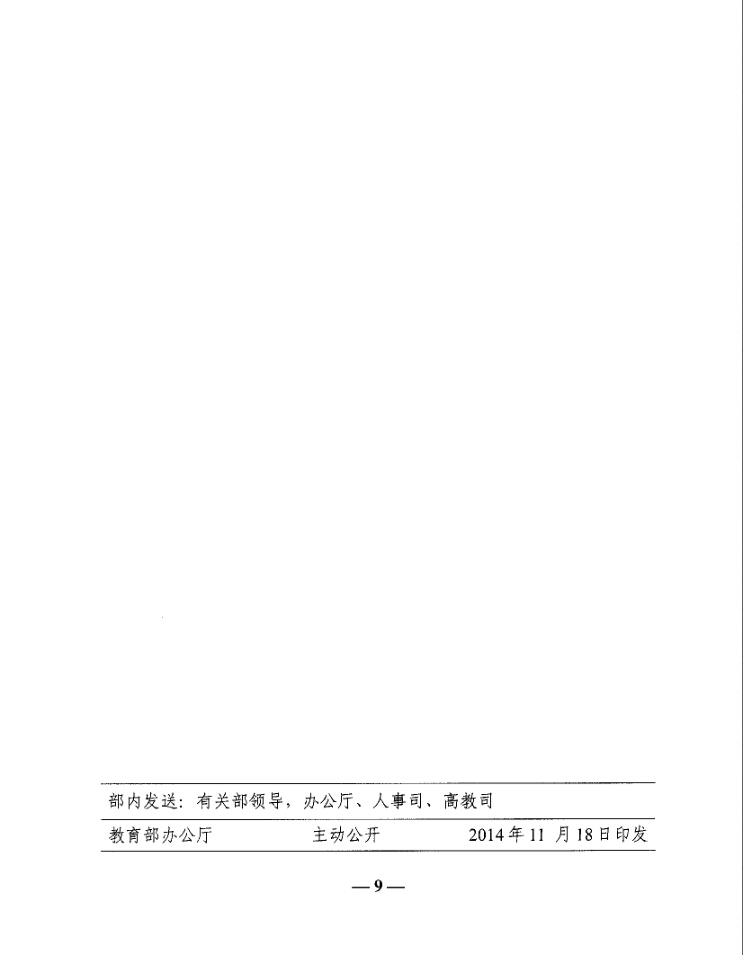 部内发送：有关部领导，办公厅、人事司、高教司
教育部办公厅 主动公开 2014年11 月18日印发
—9—